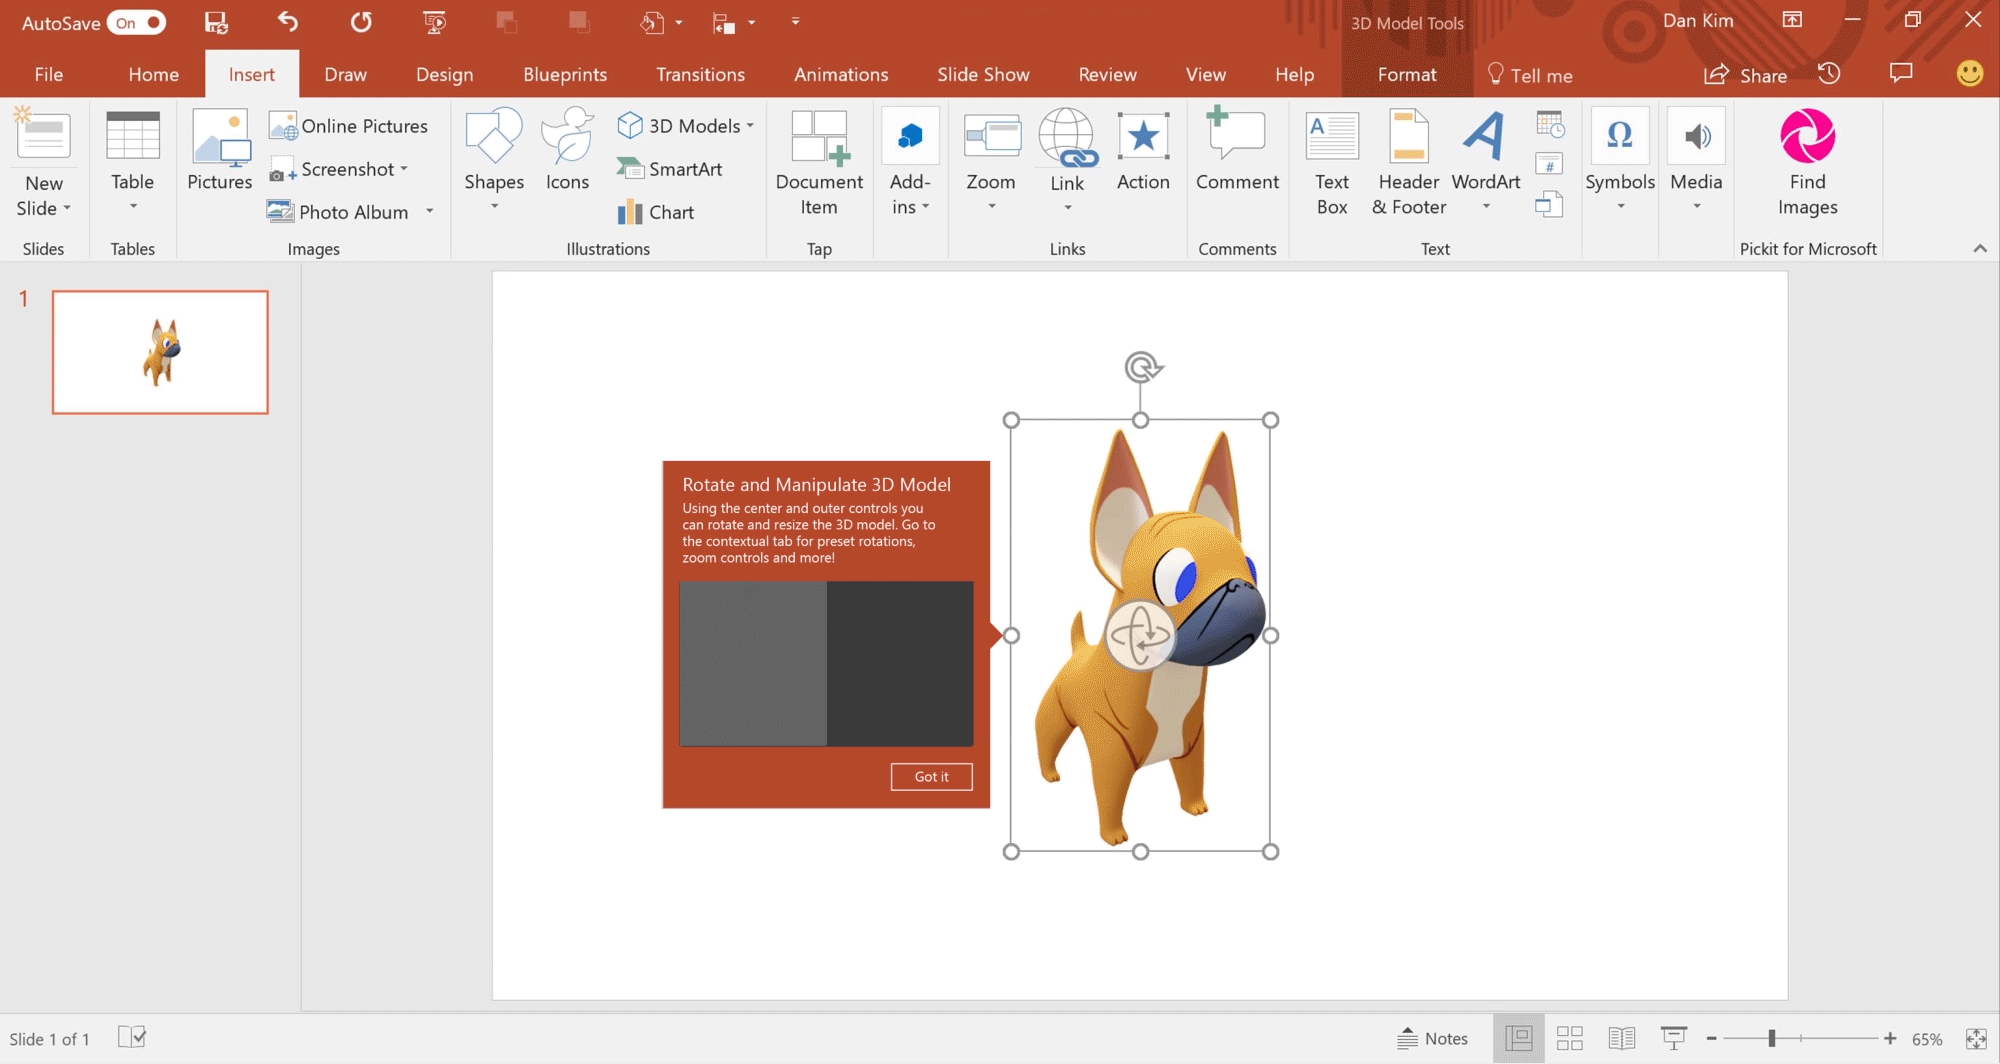 AutoSave On
3D Model Tools
Dan Kim
File Home Insert Draw Design Blueprints Transitions Animations Slide Show Review View Help Format Tell me Share
New Slide
Table
Pictures
Online Pictures
Screenshot
Photo Album
Shapes
Icons
3D Models
SmartArt
Chart
Document Item
Add-ins
Zoom
Link
Action
Comment
A
Text Box
Header & Footer
A
WordArt
#
Ω
Symbols
Media
Find Images
Slides Tables Images Illustrations Tap Links Comments Text Pickit for Microsoft
1
Rotate and Manipulate 3D Model
Using the center and outer controls you
can rotate and resize the 3D model. Go to
the contextual tab for preset rotations,
zoom controls and more!
Got it
Slide 1 of 1
Notes
65%